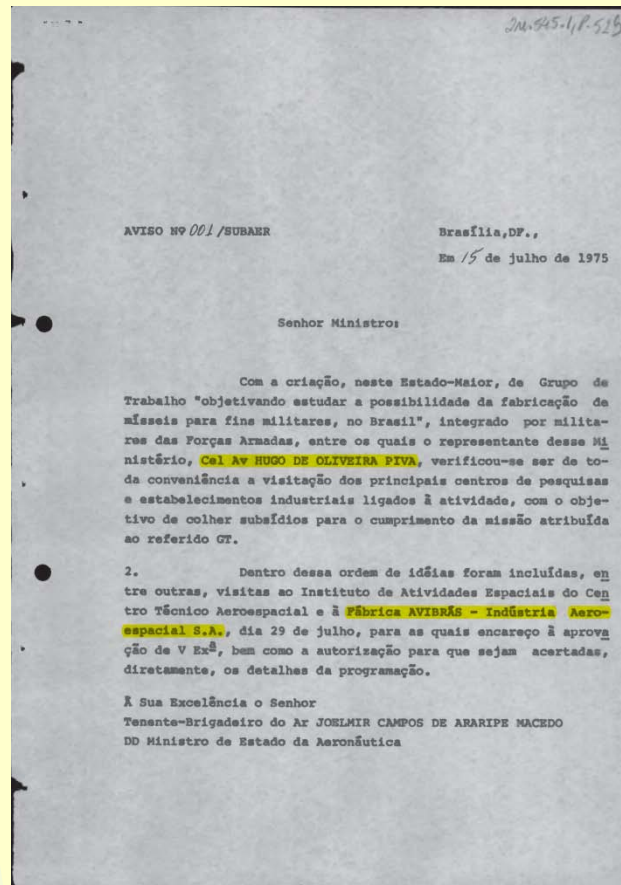 AVISO Nº 001/SUBAER
Brasília,DF.,
Em 15 de julho de 1975
Senhor Ministro:
Com a criação, neste Estado-Maior, de Grupo de
Trabalho "objetivando estudar a possibilidade da fabricação de
mísseis para fins militares, no Brasil", integrado por milita-
res das Forças Armadas, entre os quais o representante desse Mi
nistério, Cel Av HUGO DE OLIVEIRA PIVA, verificou-se ser de to-
da conveniência a visitação dos principais centros de pesquisas
e estabelecimentos industriais ligados à atividade, com o obje-
tivo de colher subsídios para o cumprimento da missão atribuída
ao referido GT.
2. Dentro dessa ordem de idéias foram incluídas, en
tre outras, visitas ao Instituto de Atividades Espaciais do Cen
tro Técnico Aeroespacial e à Fábrica AVIBRÁS - Indústria Aero-
espacial S.A., dia 29 de julho, para as quais encareço à aprova
ção de V Exª, bem como a autorização para que sejam acertadas,
diretamente, os detalhes da programação.
À Sua Excelência o Senhor
Tenente-Brigadeiro do Ar JOELMIR CAMPOS DE ARARIPE MACEDO
DD Ministro de Estado da Aeronáutica